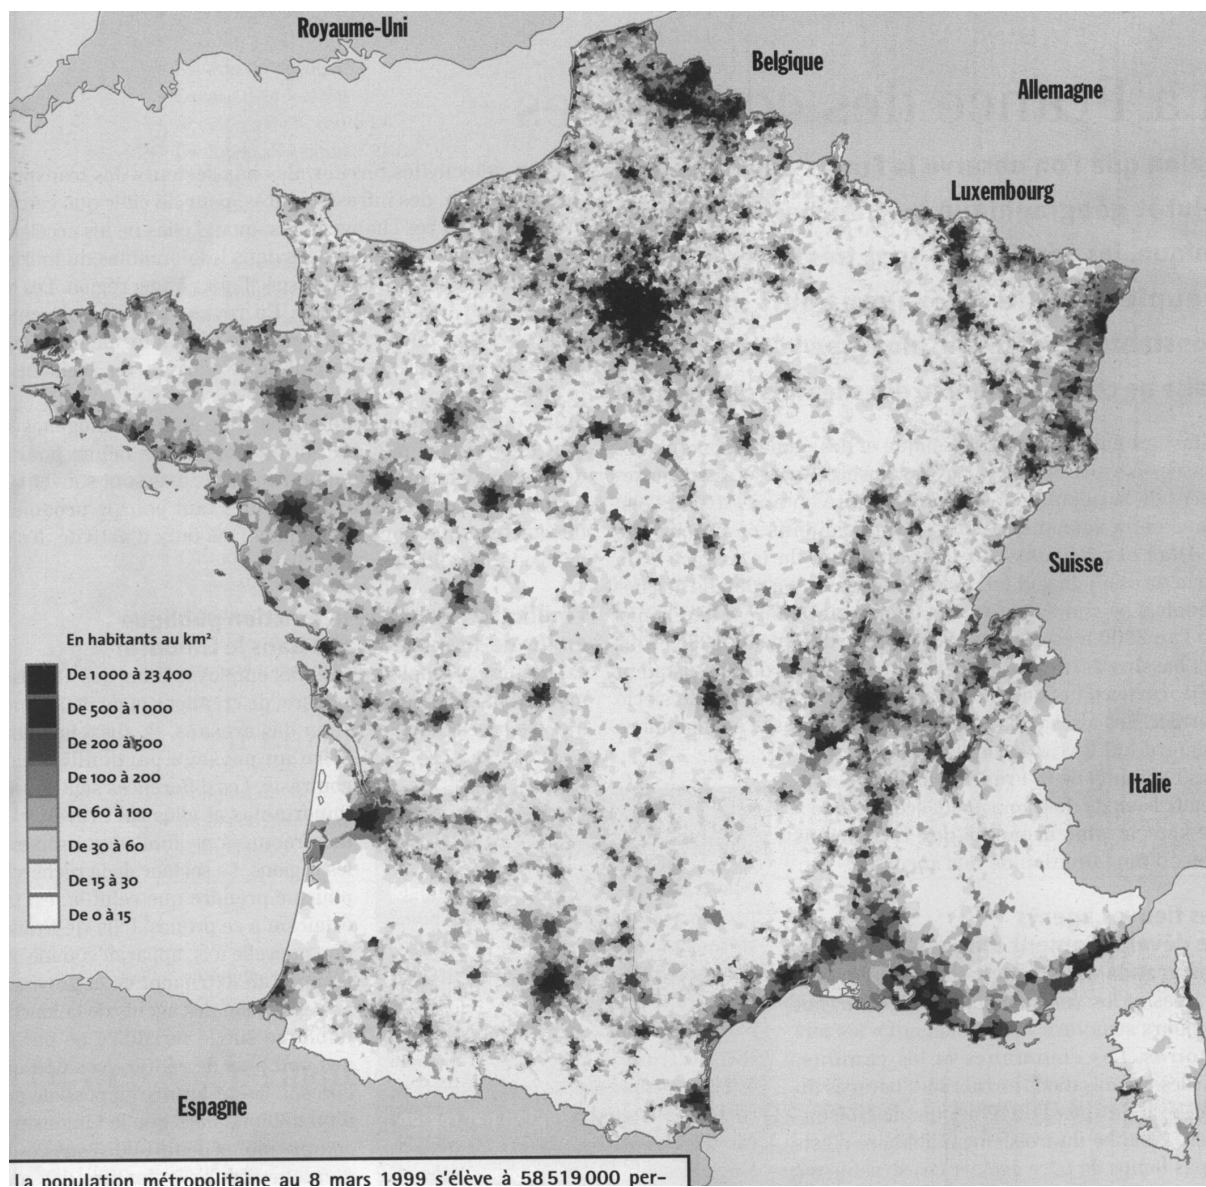 Royaume-Uni
Belgique
Allemagne
Luxembourg
Suisse
Italie
Espagne
En habitants au km²
De 1 000 à 23 400
De 500 à 1 000
De 200 à 500
De 100 à 200
De 60 à 100
De 30 à 60
De 15 à 30
De 0 à 15
La population métropolitaine au 8 mars 1999 s'élève à 58 519 000 per-